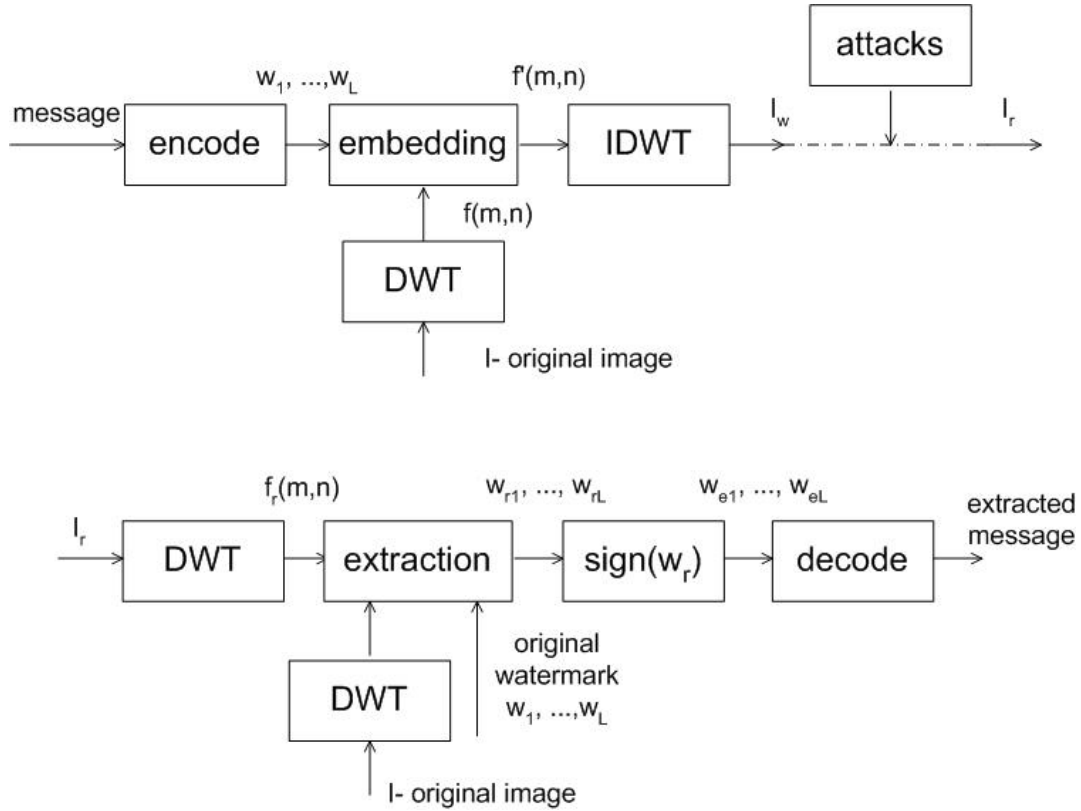 attacks
message
w1, ...,wL
f'(m,n)
Iw
Ir
encode
embedding
IDWT
f(m,n)
DWT
I- original image
fr(m,n)
wr1, ..., wrL
we1, ..., weL
extracted
message
Ir
DWT
extraction
sign(wr)
decode
DWT
original
watermark
w1, ...,wL
I- original image